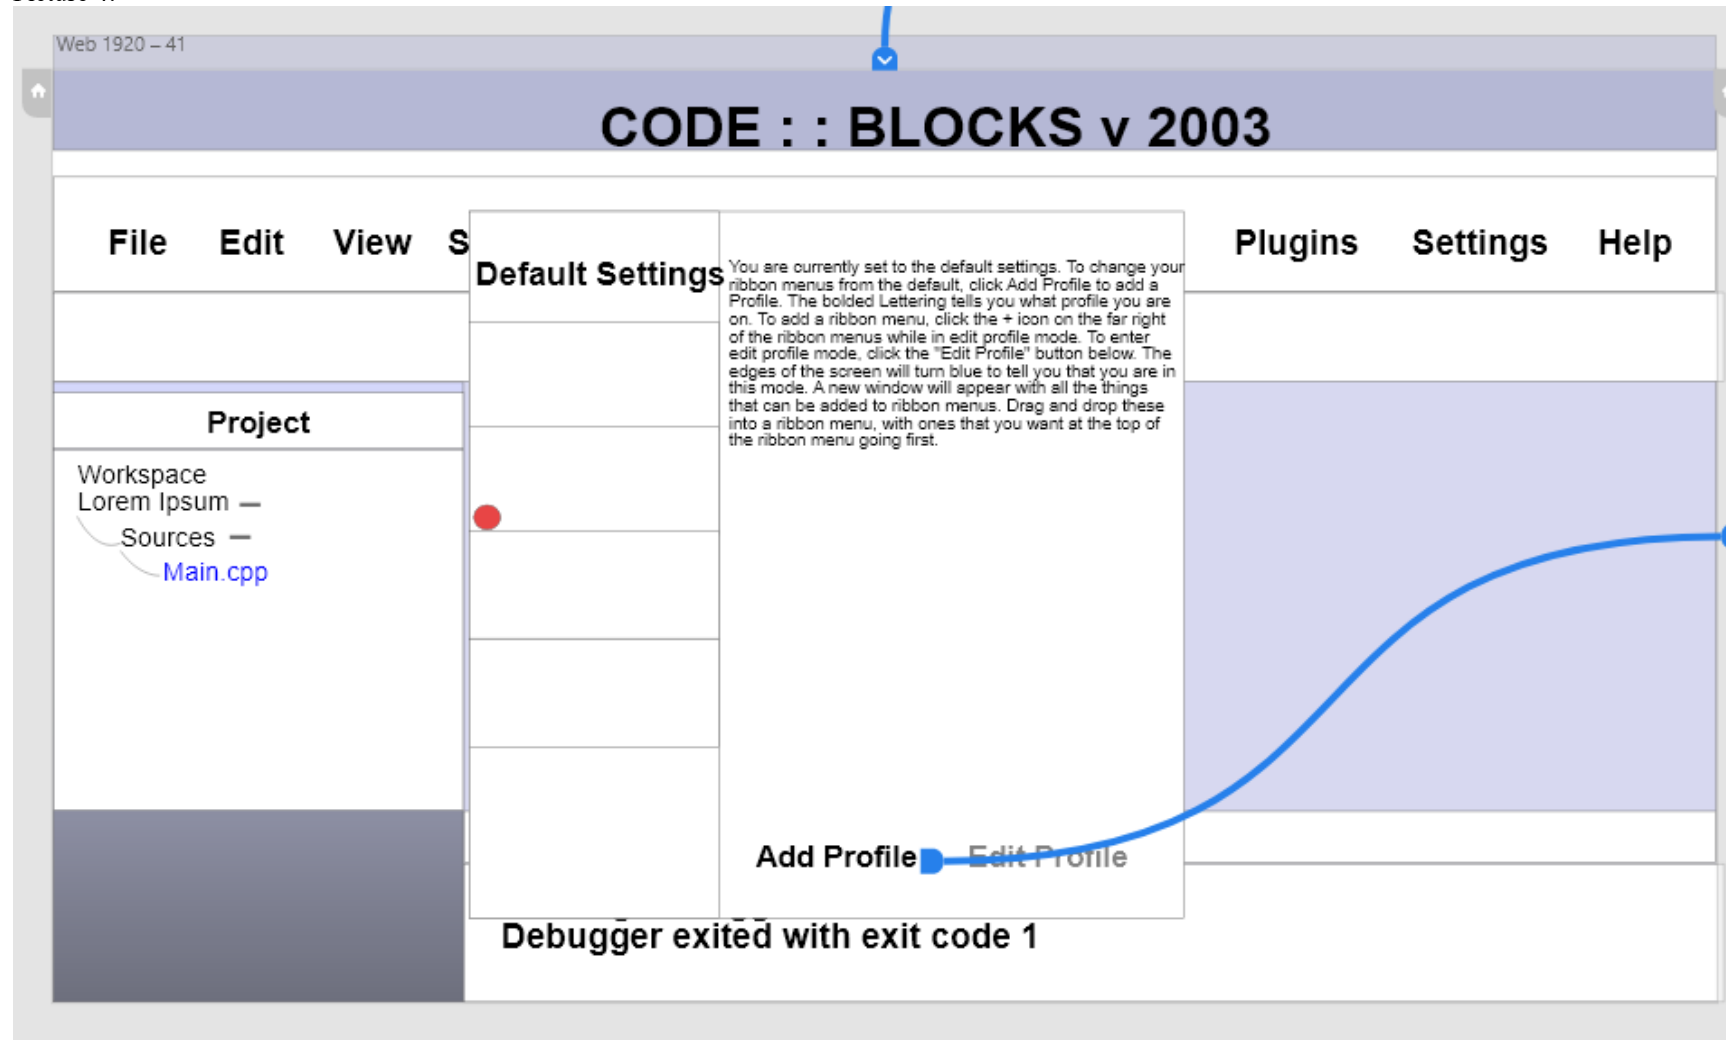 Web 1920 – 41
CODE : : BLOCKS v 2003
File Edit View S Plugins Settings Help
Default Settings
You are currently set to the default settings. To change your
ribbon menus from the default, click Add Profile to add a
Profile. The bolded Lettering tells you what profile you are
on. To add a ribbon menu, click the + icon on the far right
of the ribbon menus while in edit profile mode. To enter
edit profile mode, click the "Edit Profile" button below. The
edges of the screen will turn blue to tell you that you are in
this mode. A new window will appear with all the things
that can be added to ribbon menus. Drag and drop these
into a ribbon menu, with ones that you want at the top of
the ribbon menu going first.
Project
Workspace
Lorem Ipsum
Sources
Main.cpp
Add Profile Edit Profile
Debugger exited with exit code 1